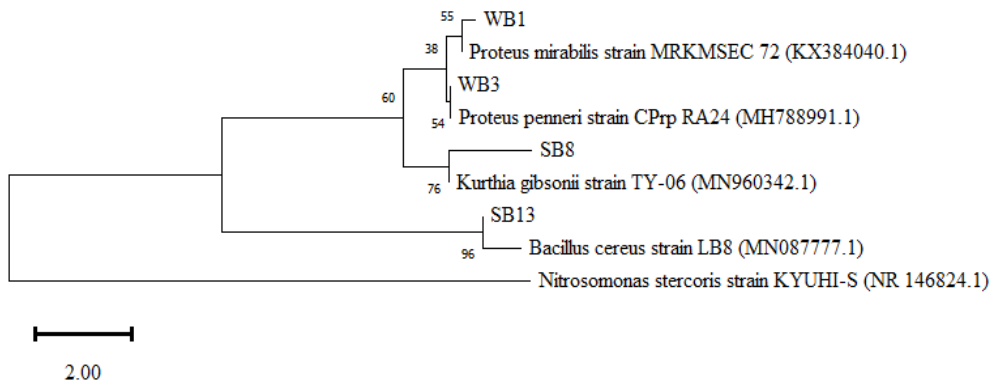 55
WB1
38
Proteus mirabilis strain MRKMSEC 72 (KX384040.1)
WB3
60
54
Proteus penneri strain CPrp RA24 (MH788991.1)
SB8
76
Kurthia gibsonii strain TY-06 (MN960342.1)
SB13
96
Bacillus cereus strain LB8 (MN087777.1)
Nitrosomonas stercoris strain KYUHI-S (NR 146824.1)
2.00